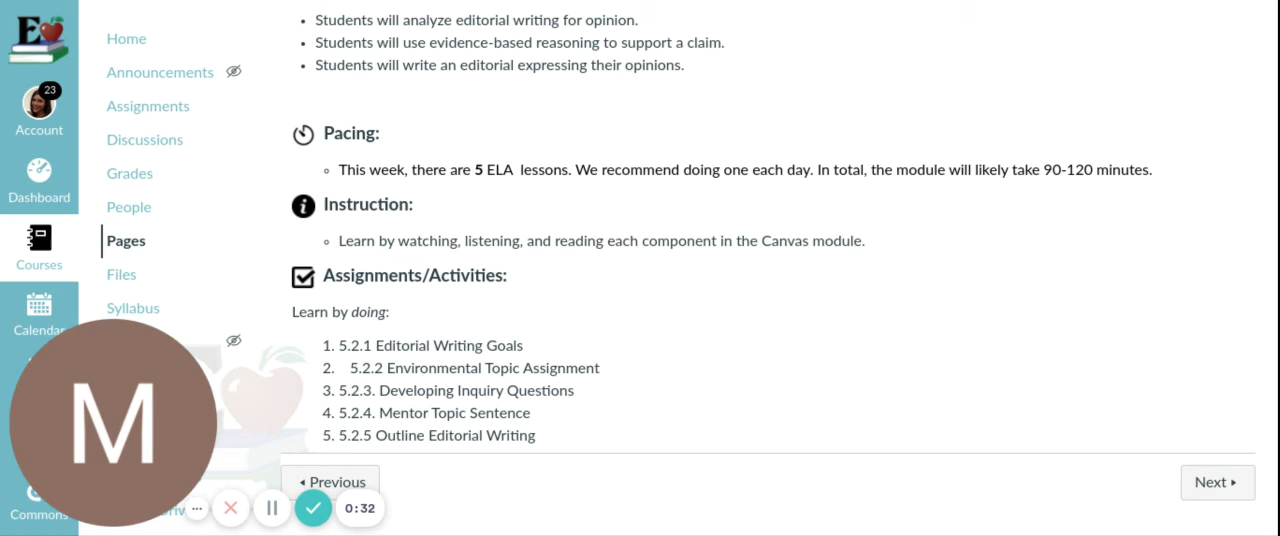 Students will analyze editorial writing for opinion.
Students will use evidence-based reasoning to support a claim.
Students will write an editorial expressing their opinions.
Home
Announcements
Assignments
Discussions
Grades
People
Pages
Files
Syllabus
23
Account
Dashboard
Courses
Calendar
Commons
M
Pacing:
This week, there are 5 ELA lessons. We recommend doing one each day. In total, the module will likely take 90-120 minutes.
Instruction:
Learn by watching, listening, and reading each component in the Canvas module.
Assignments/Activities:
Learn by doing:
1. 5.2.1 Editorial Writing Goals
2. 5.2.2 Environmental Topic Assignment
3. 5.2.3. Developing Inquiry Questions
4. 5.2.4. Mentor Topic Sentence
5. 5.2.5 Outline Editorial Writing
Previous
Next
0:32